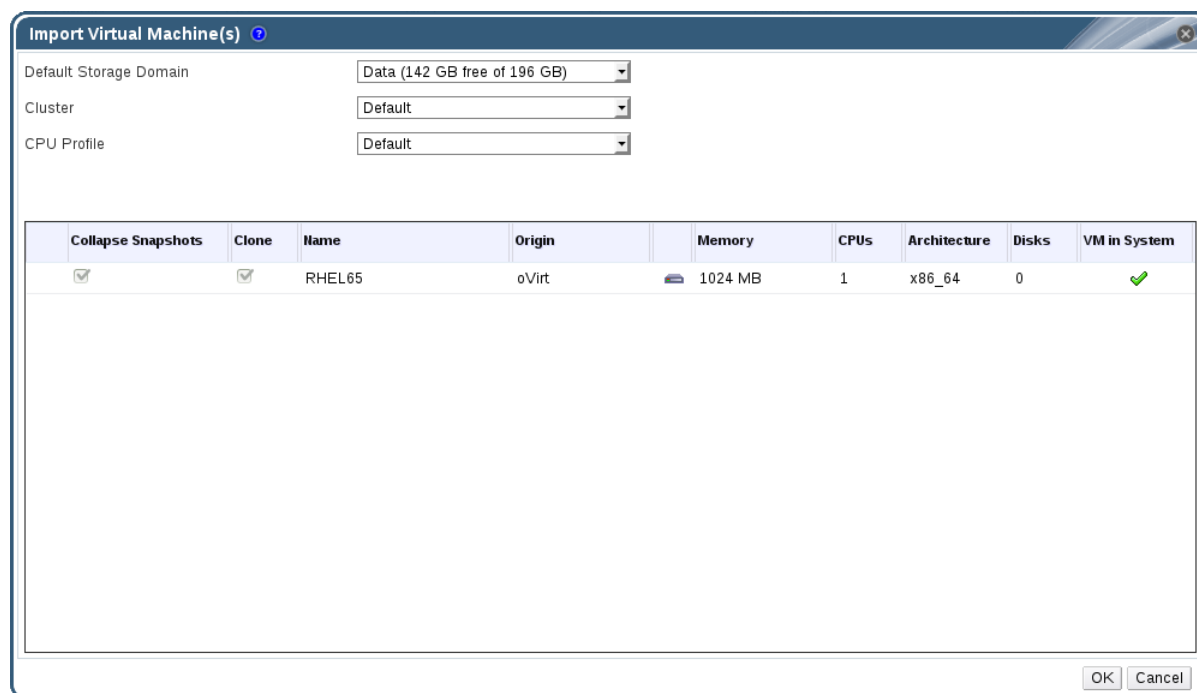 Import Virtual Machine(s) ?
Default Storage Domain Data (142 GB free of 196 GB)
Cluster Default
CPU Profile Default
Collapse Snapshots Clone Name Origin Memory CPUs Architecture Disks VM in System
RHEL65 oVirt 1024 MB 1 x86_64 0
OK Cancel